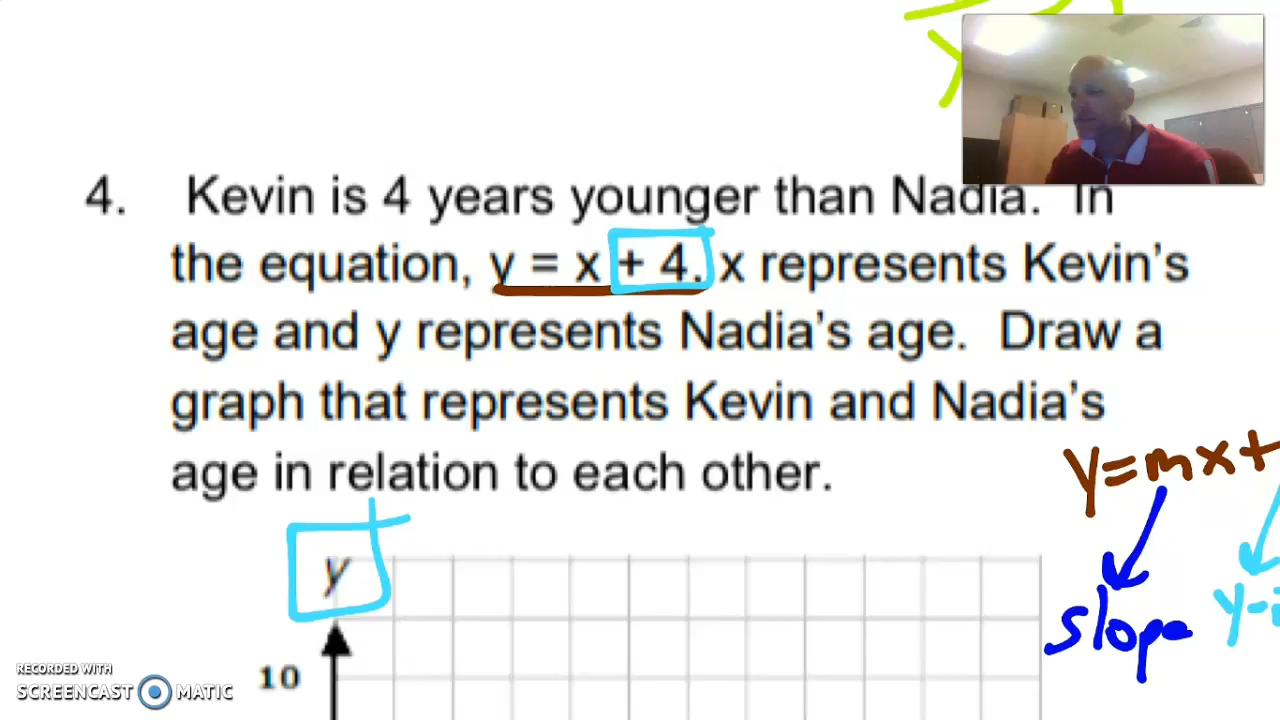 4. Kevin is 4 years younger than Nadia. In
the equation, y = x + 4. x represents Kevin's
age and y represents Nadia's age. Draw a
graph that represents Kevin and Nadia's
age in relation to each other.
y=mx+
slope
y
10
RECORDED WITH
SCREENCAST MATIC